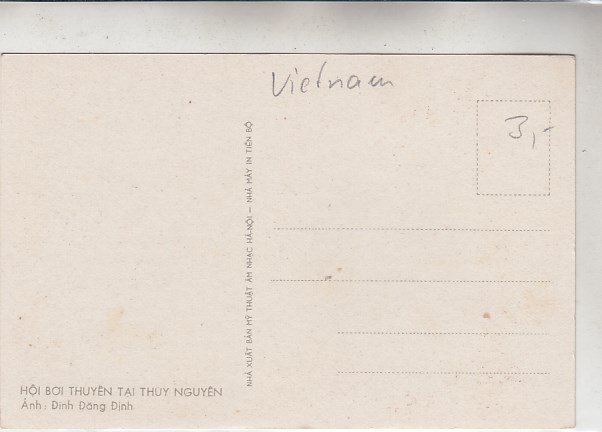 Vietnam
3,-
NHÀ XUẤT BẢN MỸ THUẬT ÂM NHẠC HÀ-NỘI — NHÀ MÁY IN TIẾN BỘ
HỘI BƠI THUYỀN TẠI THỦY NGUYÊN
Ảnh: Đinh Đăng Định